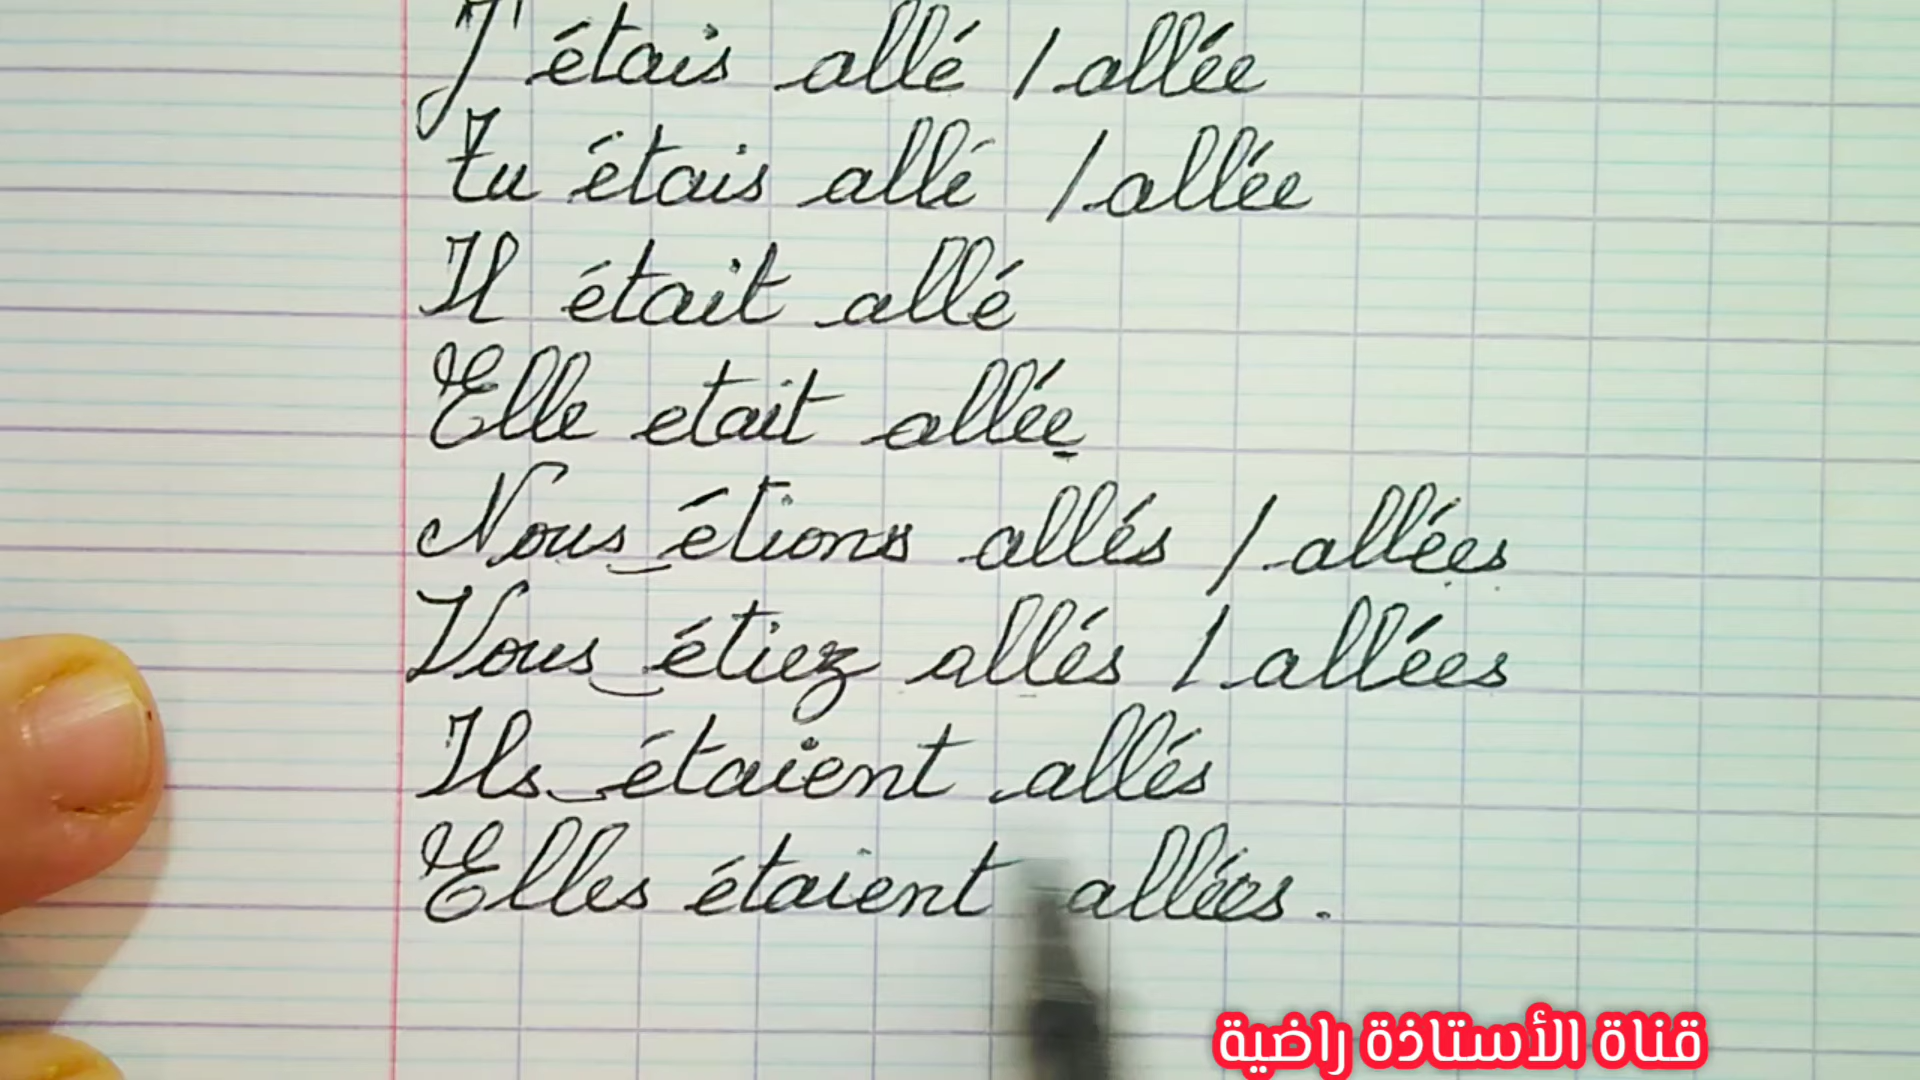 J'étais allé / allée
tu étais allé / allée
Il était allé
Elle etait allée
Nous étions allés / allées
Vous étiez allés / allées
Ils étaient allés
Elles étaient allées.
قناة الأستاذة راضية